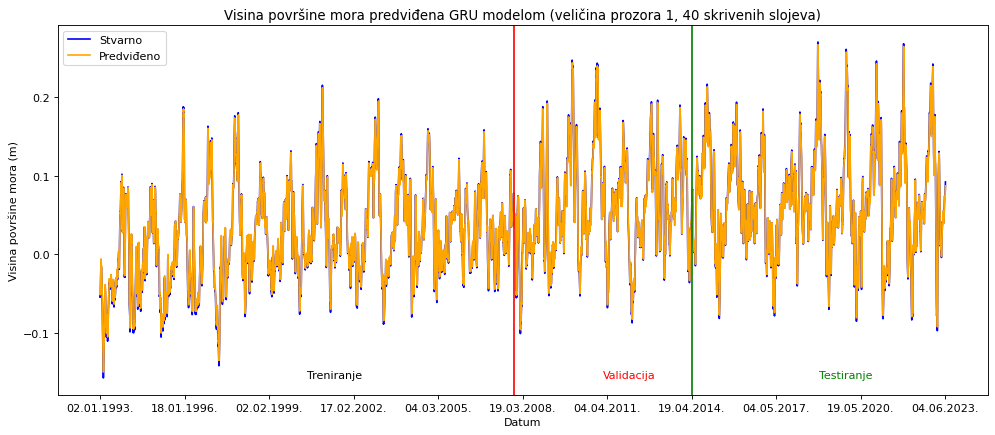 Visina površine mora predviđena GRU modelom (veličina prozora 1, 40 skrivenih slojeva)
Stvarno
Predviđeno
Visina površine mora (m)
0.2
0.1
0.0
−0.1
Treniranje
Validacija
Testiranje
02.01.1993. 18.01.1996. 02.02.1999. 17.02.2002. 04.03.2005. 19.03.2008. 04.04.2011. 19.04.2014. 04.05.2017. 19.05.2020. 04.06.2023.
Datum